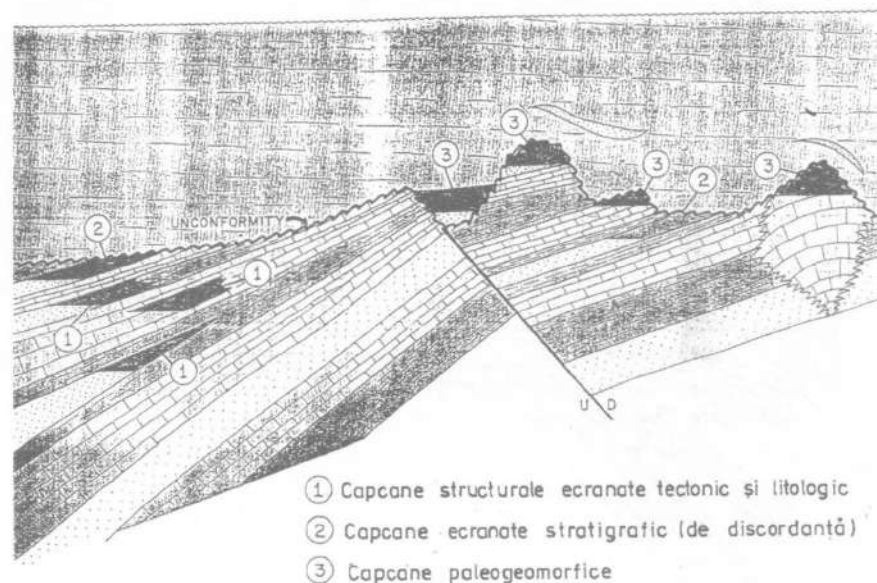 3
3
3
3
2
2
UNCONFORMITY
1
1
1
U D
1 Capcane structurale ecranate tectonic și litologic
2 Capcane ecranate stratigrafic (de discordanță)
3 Capcane paleogeomorfice